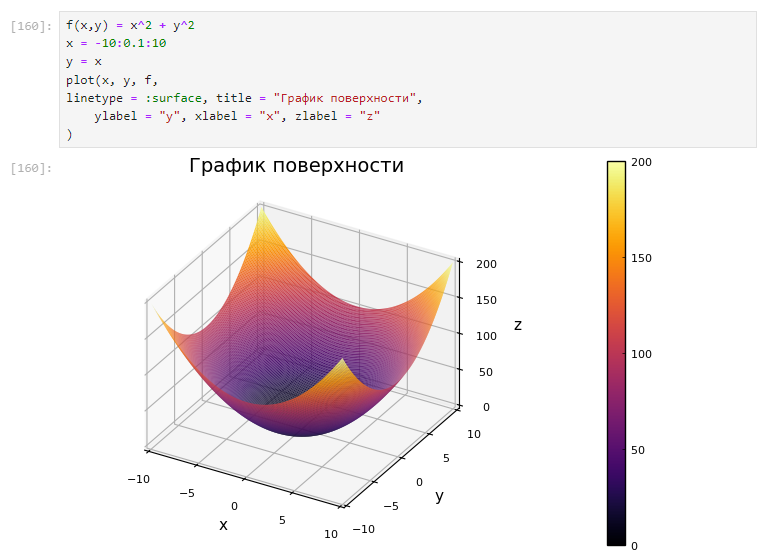 [160]:
f(x,y) = x^2 + y^2
x = -10:0.1:10
y = x
plot(x, y, f,
linetype = :surface, title = "График поверхности",
    ylabel = "y", xlabel = "x", zlabel = "z"
)
[160]:
График поверхности
200
150
100
50
0
z
200
150
100
50
0
10
5
0
−5
−10
y
−10
−5
0
5
10
x